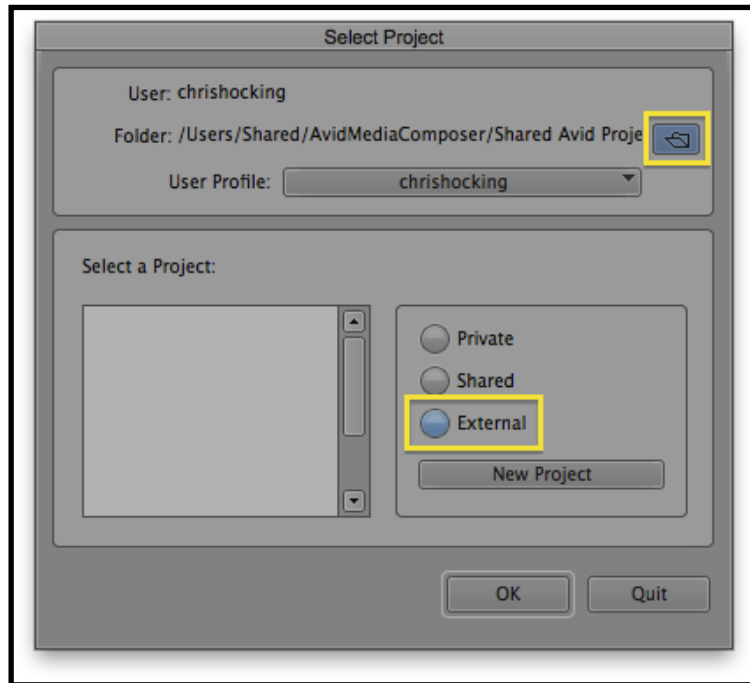 Select Project
User: chrishocking
Folder: /Users/Shared/AvidMediaComposer/Shared Avid Proje
User Profile: chrishocking
Select a Project:
Private
Shared
External
New Project
OK Quit